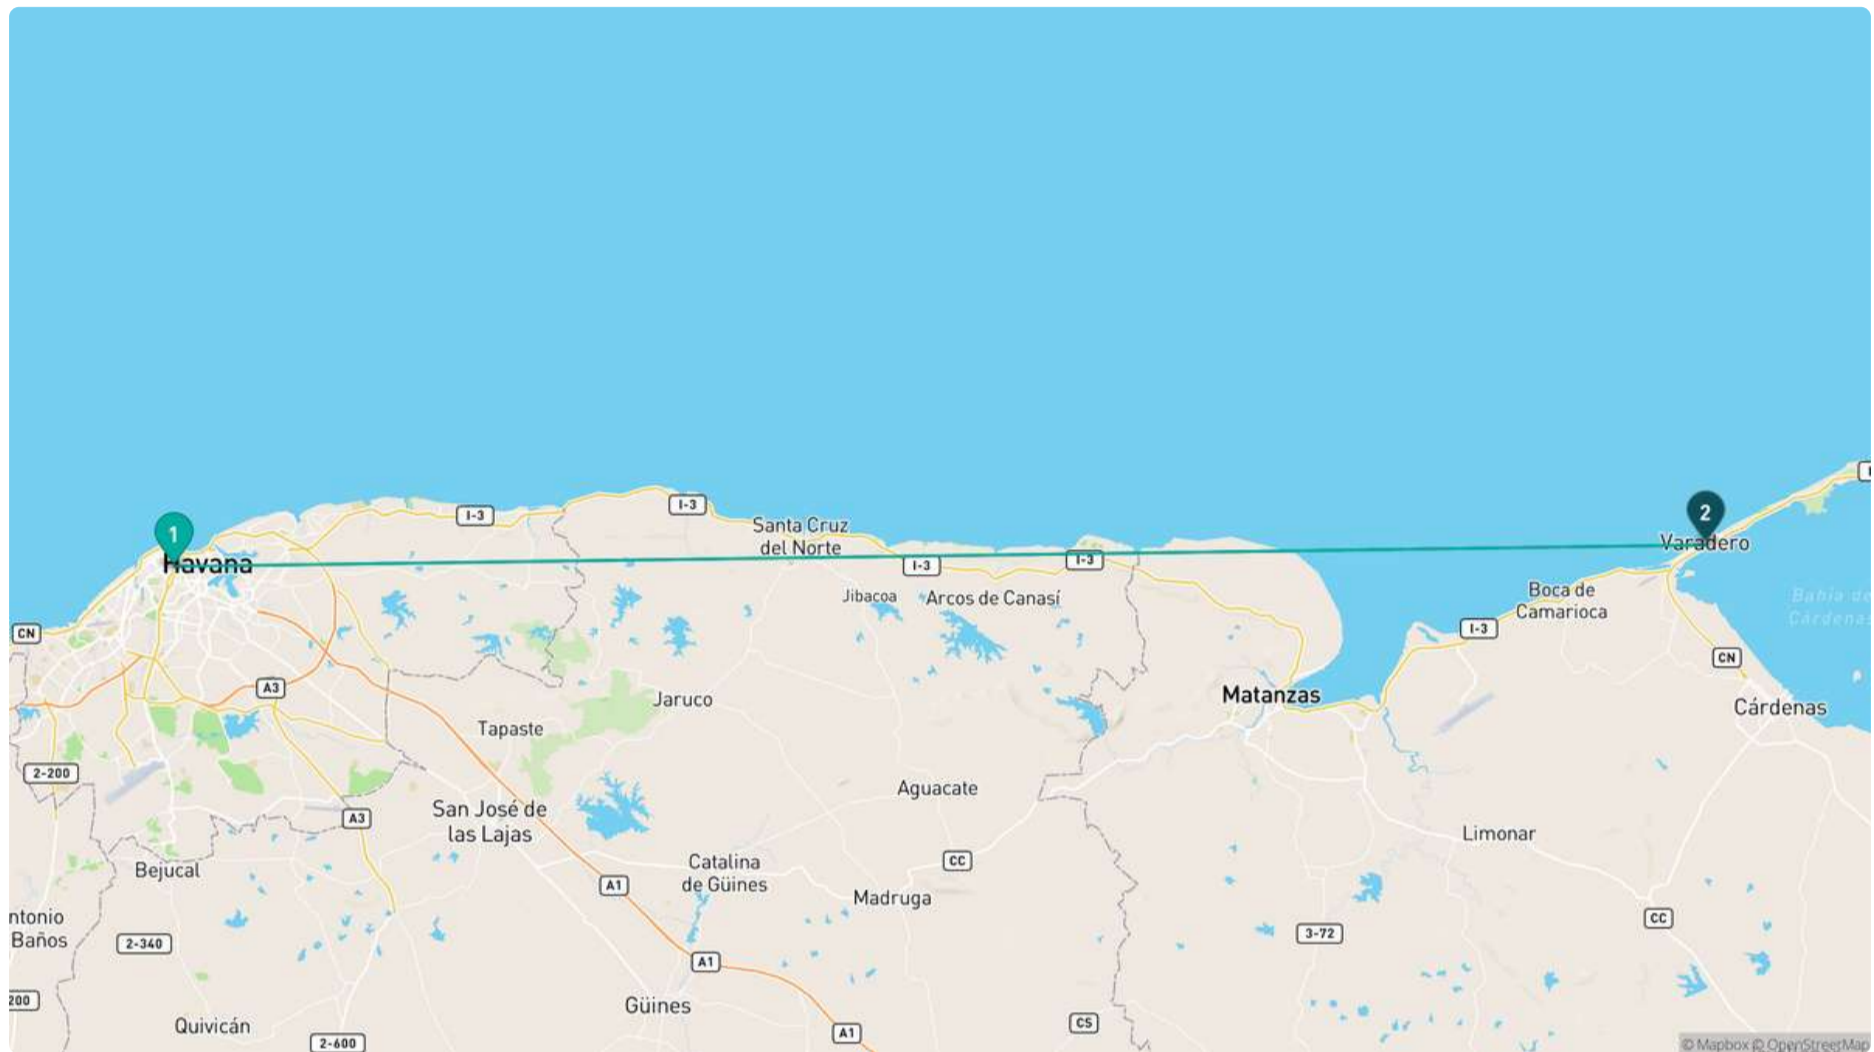 I-3
I-3
2
1
Santa Cruz
del Norte
Varadero
Havana
I-3
I-3
Jibacoa
Arcos de Canasí
Boca de
Camarioca
Bahía de
Cárdenas
CN
I-3
CN
A3
Matanzas
Jaruco
Cárdenas
Tapaste
2-200
Aguacate
San José de
las Lajas
A3
Limonar
Bejucal
Catalina
de Güines
CC
A1
Madruga
ntonio
Baños
2-340
CC
3-72
A1
200
Güines
Quivicán
2-600
A1
CS
© Mapbox © OpenStreetMap